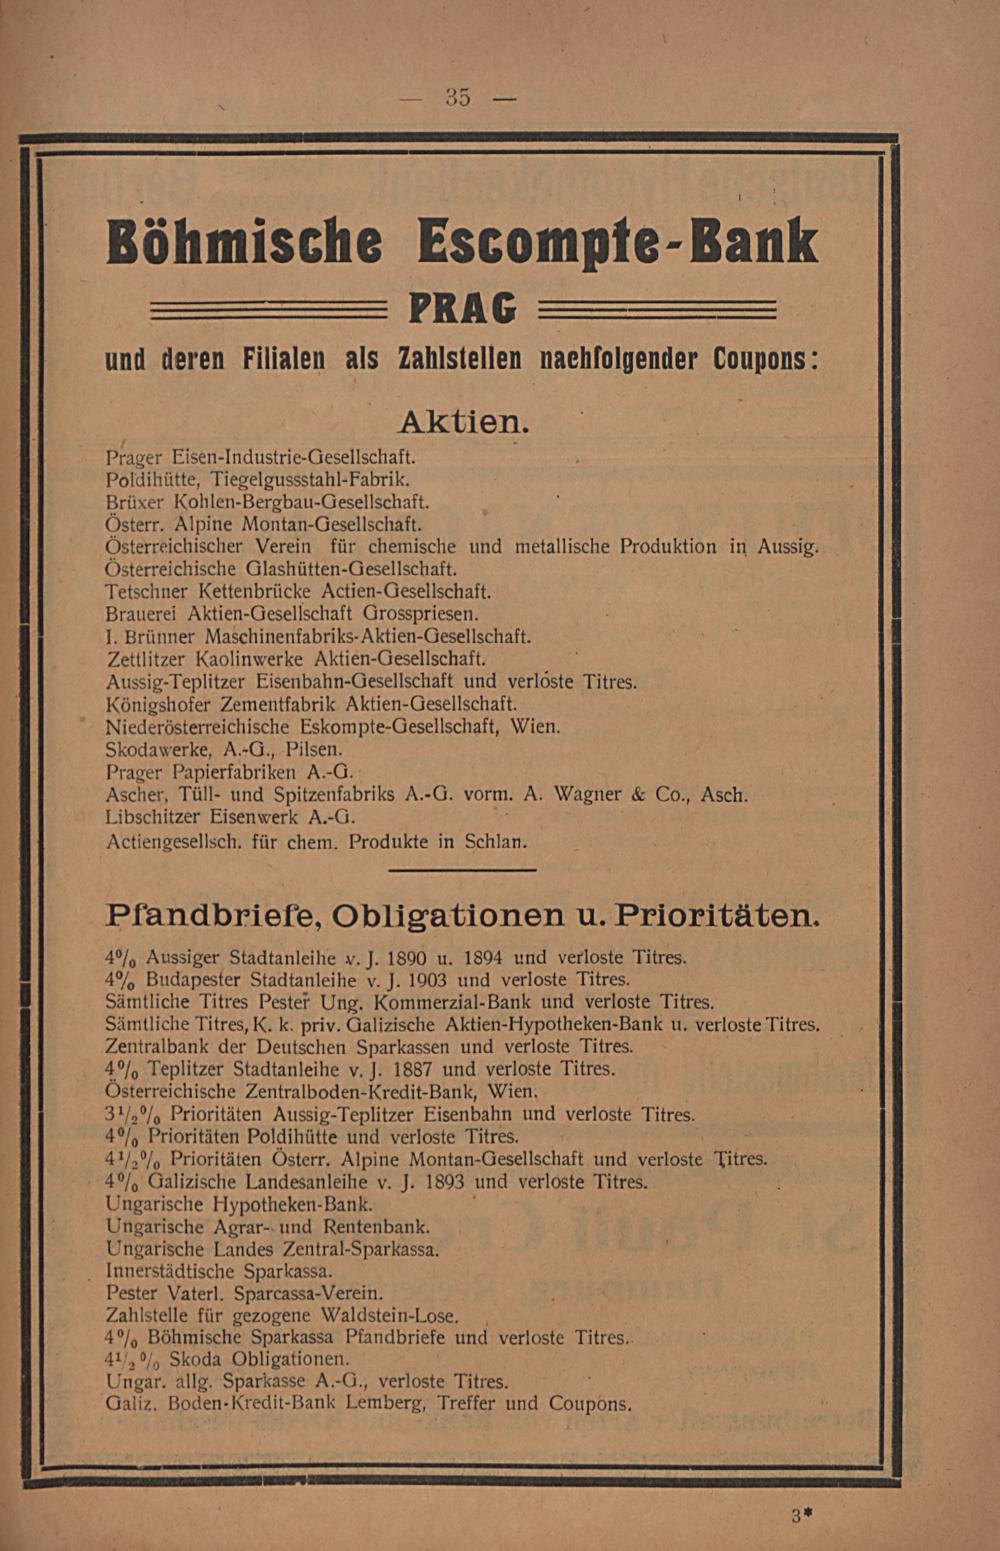 — 35 —
Böhmische Escompte-Bank
PRAG
und deren Filialen als Zahlstellen nachfolgender Coupons:
Aktien.
Prager Eisen-Industrie-Gesellschaft.
Poldihütte, Tiegelgussstahl-Fabrik.
Brüxer Kohlen-Bergbau-Gesellschaft.
Österr. Alpine Montan-Gesellschaft.
Österreichischer Verein für chemische und metallische Produktion in Aussig.
Österreichische Glashütten-Gesellschaft.
Tetschner Kettenbrücke Actien-Gesellschaft.
Brauerei Aktien-Gesellschaft Grosspriesen.
I. Brünner Maschinenfabriks-Aktien-Gesellschaft.
Zettlitzer Kaolinwerke Aktien-Gesellschaft.
Aussig-Teplitzer Eisenbahn-Gesellschaft und verloste Titres.
Königshofer Zementfabrik Aktien-Gesellschaft.
Niederösterreichische Eskompte-Gesellschaft, Wien.
Skodawerke, A.-G., Pilsen.
Prager Papierfabriken A.-G.
Ascher, Tüll- und Spitzenfabriks A.-G. vorm. A. Wagner & Co., Asch.
Libschitzer Eisenwerk A.-G.
Actiengesellsch. für chem. Produkte in Schlan.
Pfandbriefe, Obligationen u. Prioritäten.
4% Aussiger Stadtanleihe v. J. 1890 u. 1894 und verloste Titres.
4% Budapester Stadtanleihe v. J. 1903 und verloste Titres.
Sämtliche Titres Pester Ung. Kommerzial-Bank und verloste Titres.
Sämtliche Titres, K. k. priv. Galizische Aktien-Hypotheken-Bank u. verloste Titres.
Zentralbank der Deutschen Sparkassen und verloste Titres.
4% Teplitzer Stadtanleihe v. J. 1887 und verloste Titres.
Österreichische Zentralboden-Kredit-Bank, Wien.
3½% Prioritäten Aussig-Teplitzer Eisenbahn und verloste Titres.
4% Prioritäten Poldihütte und verloste Titres.
4½% Prioritäten Österr. Alpine Montan-Gesellschaft und verloste Titres.
4% Galizische Landesanleihe v. J. 1893 und verloste Titres.
Ungarische Hypotheken-Bank.
Ungarische Agrar- und Rentenbank.
Ungarische Landes Zentral-Sparkassa.
Innerstädtische Sparkassa.
Pester Vaterl. Sparcassa-Verein.
Zahlstelle für gezogene Waldstein-Lose.
4% Böhmische Sparkassa Pfandbriefe und verloste Titres.
4½% Skoda Obligationen.
Ungar. allg. Sparkasse A.-G., verloste Titres.
Galiz. Boden-Kredit-Bank Lemberg, Treffer und Coupons.
3*